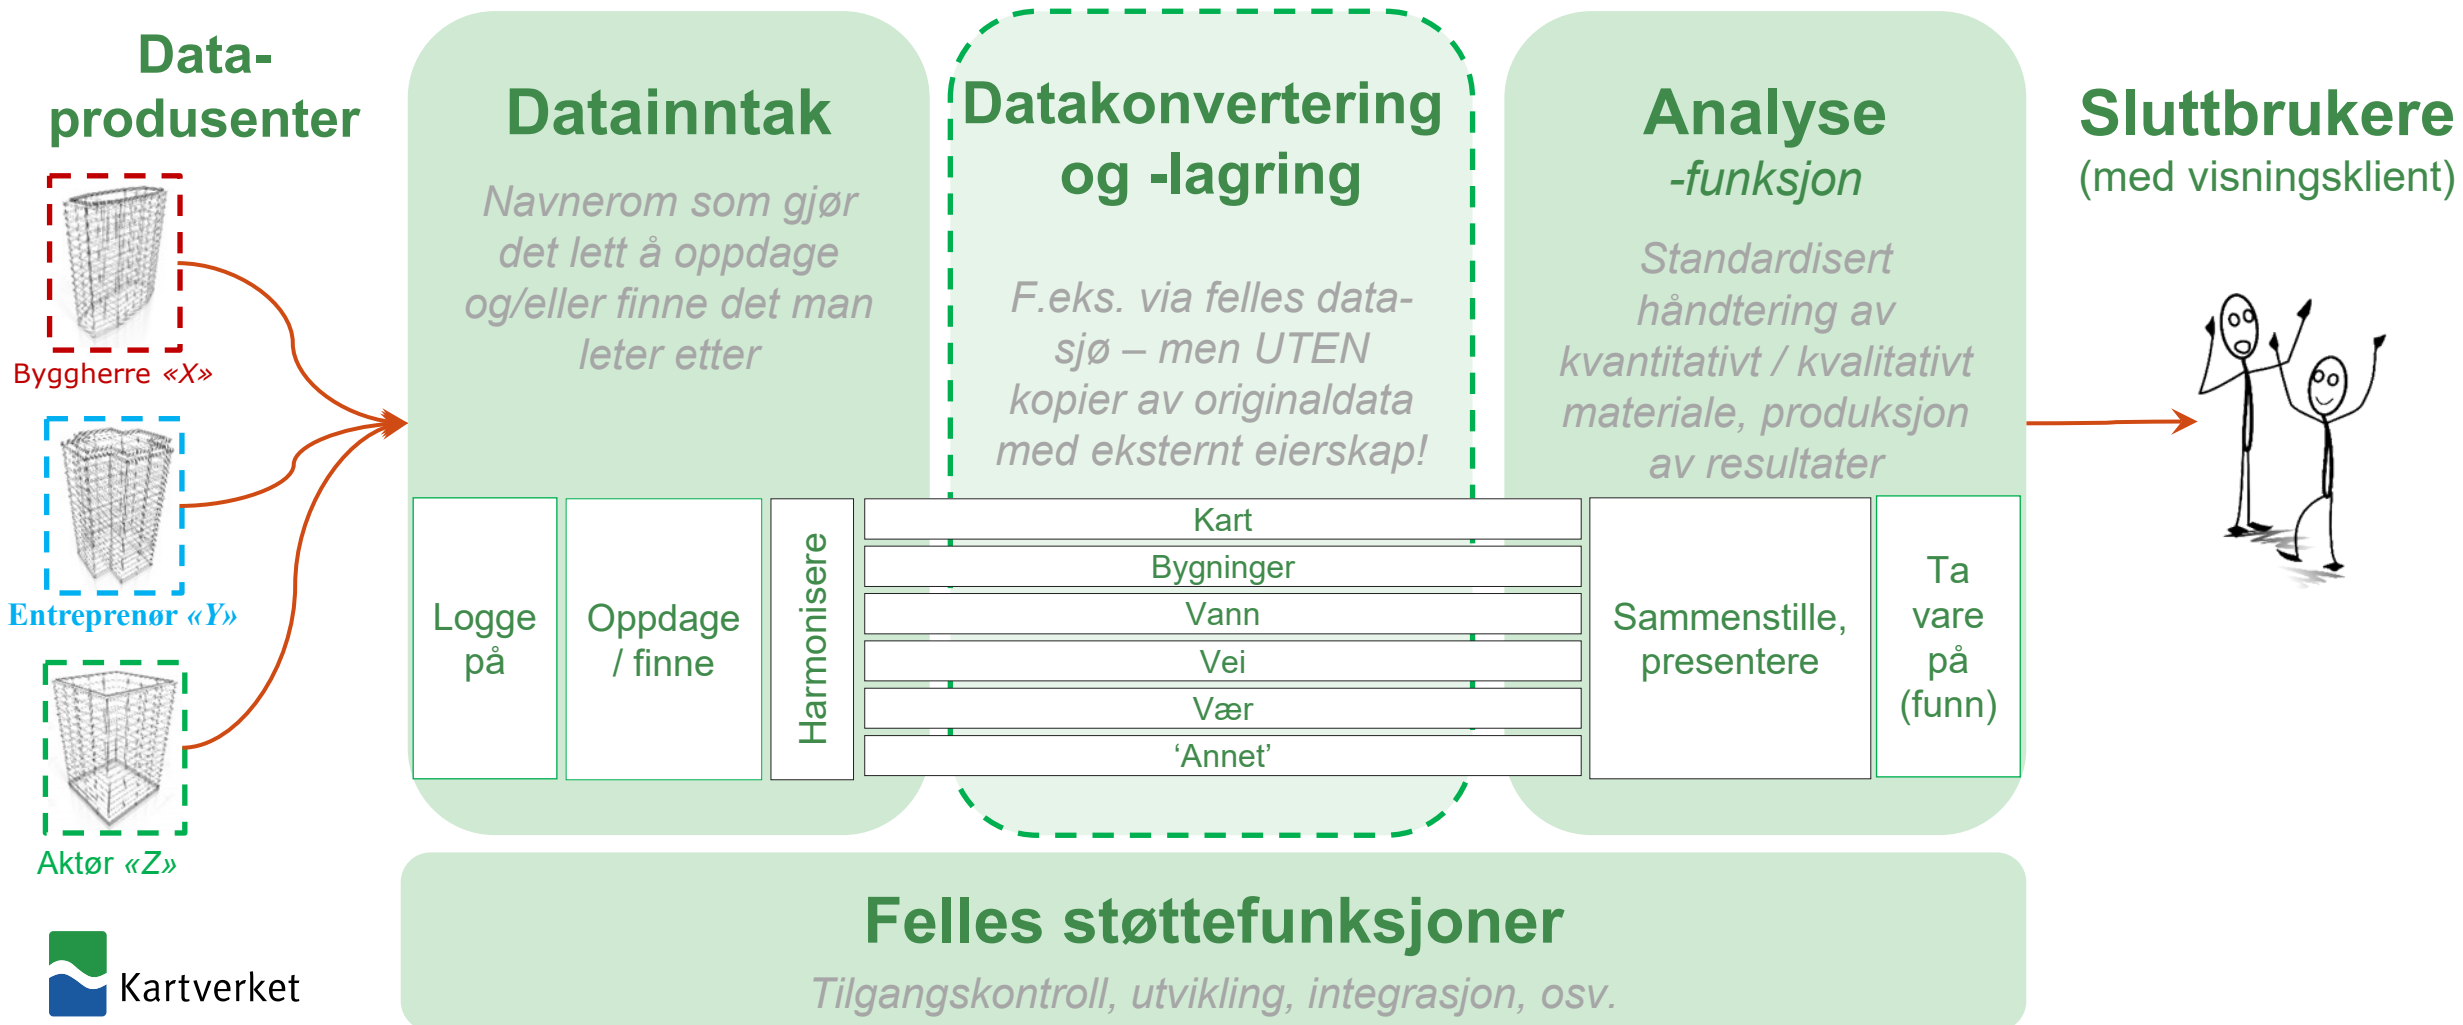 Data-
produsenter
Byggherre «X»
Entreprenør «Y»
Aktør «Z»
Kartverket
Datainntak
Navnerom som gjør
det lett å oppdage
og/eller finne det man
leter etter
Datakonvertering
og -lagring
F.eks. via felles data-
sjø – men UTEN
kopier av originaldata
med eksternt eierskap!
Analyse
-funksjon
Standardisert
håndtering av
kvantitativt / kvalitativt
materiale, produksjon
av resultater
Sluttbrukere
(med visningsklient)
Logge
på
Oppdage
/ finne
Harmonisere
Kart
Bygninger
Vann
Vei
Vær
‘Annet’
Sammenstille,
presentere
Ta
vare
på
(funn)
Felles støttefunksjoner
Tilgangskontroll, utvikling, integrasjon, osv.